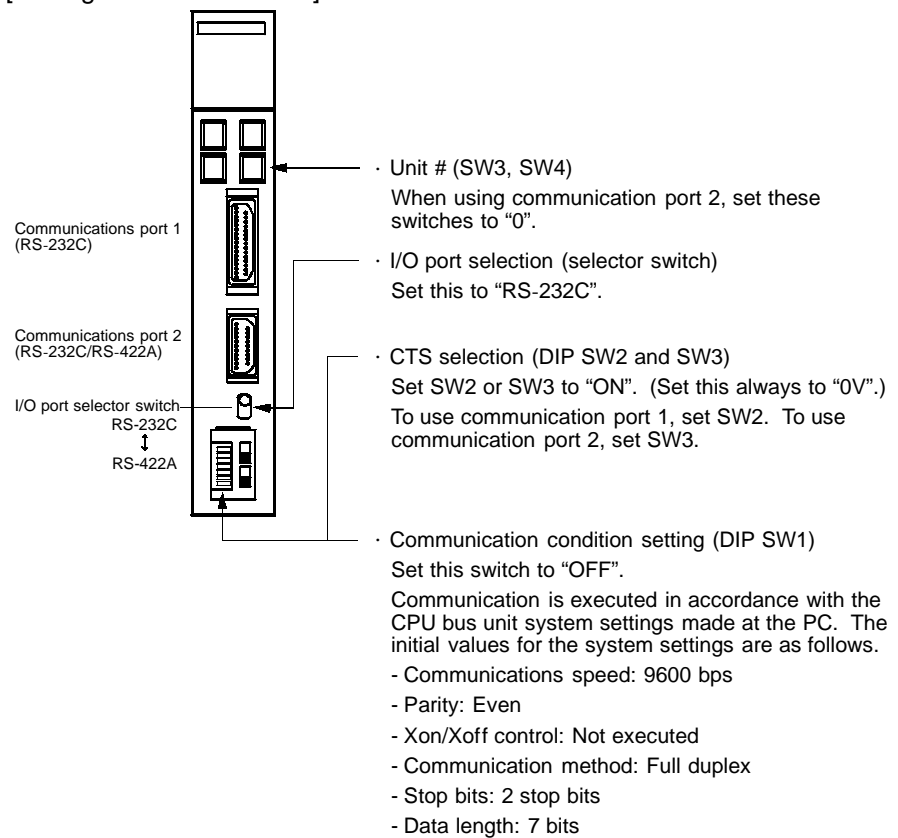 · Unit # (SW3, SW4)
When using communication port 2, set these
switches to “0”.
Communications port 1
(RS-232C)
· I/O port selection (selector switch)
Set this to “RS-232C”.
Communications port 2
(RS-232C/RS-422A)
· CTS selection (DIP SW2 and SW3)
Set SW2 or SW3 to “ON”. (Set this always to “0V”.)
To use communication port 1, set SW2. To use
communication port 2, set SW3.
I/O port selector switch
RS-232C
RS-422A
· Communication condition setting (DIP SW1)
Set this switch to “OFF”.
Communication is executed in accordance with the
CPU bus unit system settings made at the PC. The
initial values for the system settings are as follows.
- Communications speed: 9600 bps
- Parity: Even
- Xon/Xoff control: Not executed
- Communication method: Full duplex
- Stop bits: 2 stop bits
- Data length: 7 bits